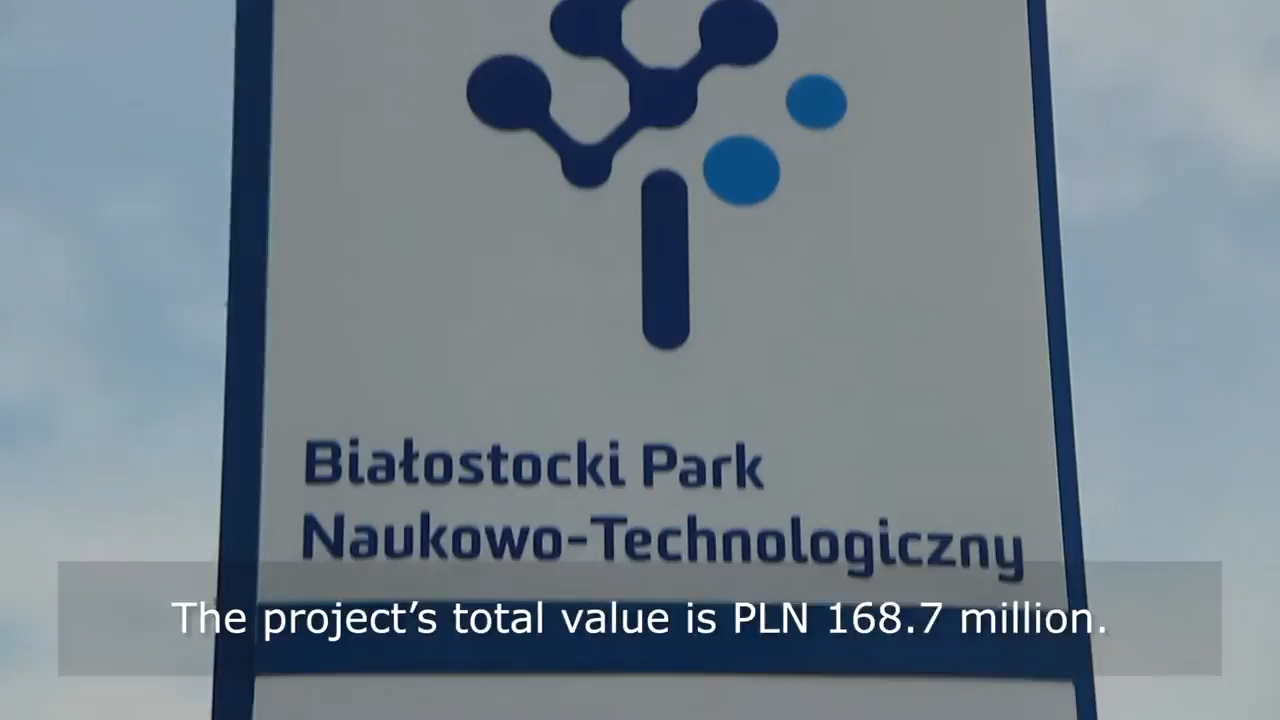 Białostocki Park
Naukowo-Technologiczny
The project’s total value is PLN 168.7 million.